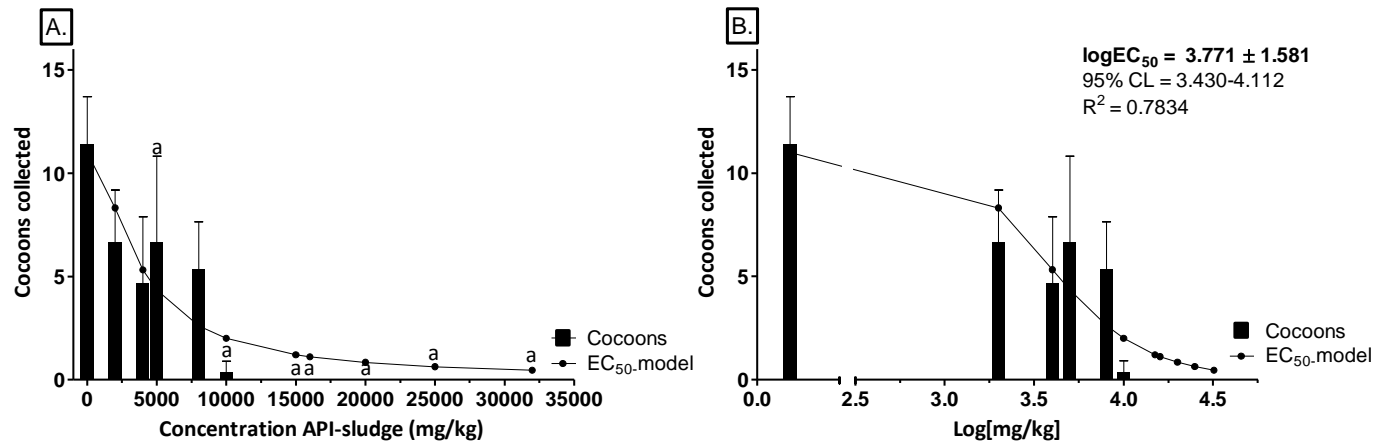 A.
15
10
5
0
Cocoons collected
a
a
a
a
a
a
a
Cocoons
EC50-model
0 5000 10000 15000 20000 25000 30000 35000
Concentration API-sludge (mg/kg)
B.
logEC50 = 3.771 ± 1.581
95% CL = 3.430-4.112
R2 = 0.7834
15
10
5
0
Cocoons collected
Cocoons
EC50-model
0.0 2.5 3.0 3.5 4.0 4.5
Log[mg/kg]